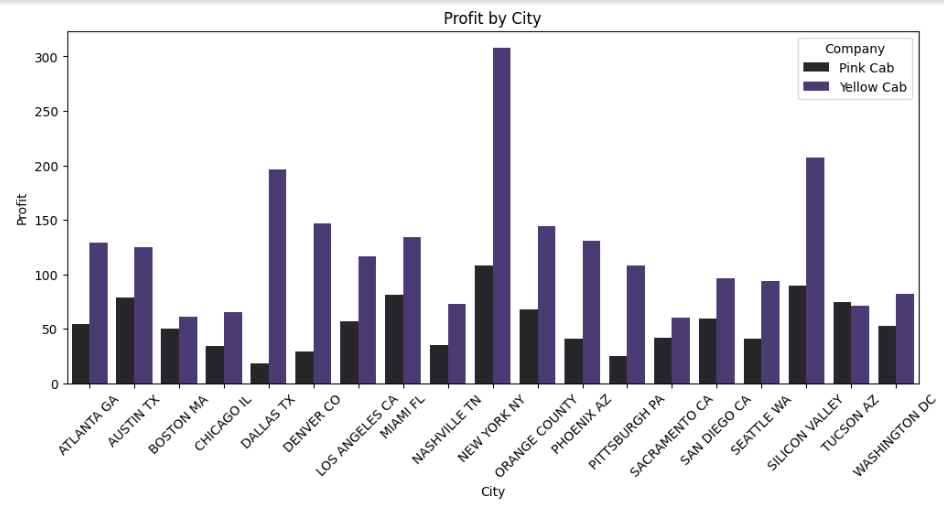 Profit by City
Company
Pink Cab
Yellow Cab
Profit
300
250
200
150
100
50
0
ATLANTA GA
AUSTIN TX
BOSTON MA
CHICAGO IL
DALLAS TX
DENVER CO
LOS ANGELES CA
MIAMI FL
NASHVILLE TN
NEW YORK NY
ORANGE COUNTY
PHOENIX AZ
PITTSBURGH PA
SACRAMENTO CA
SAN DIEGO CA
SEATTLE WA
SILICON VALLEY
TUCSON AZ
WASHINGTON DC
City